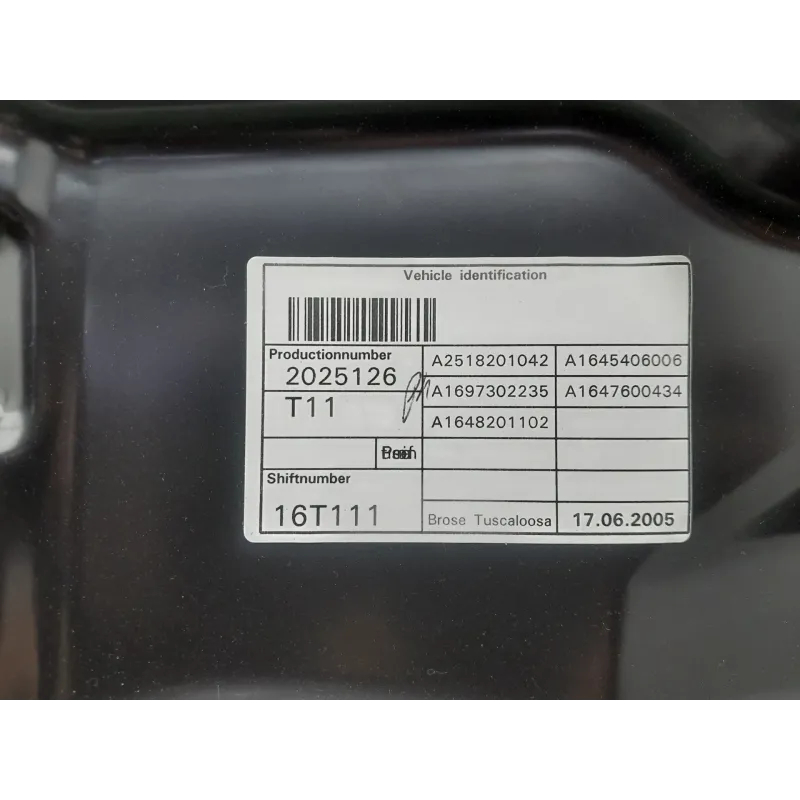 Vehicle identification
Productionnumber
2025126
T11
A2518201042 A1645406006
A1697302235 A1647600434
A1648201102
Shiftnumber
16T111
Brose Tuscaloosa 17.06.2005